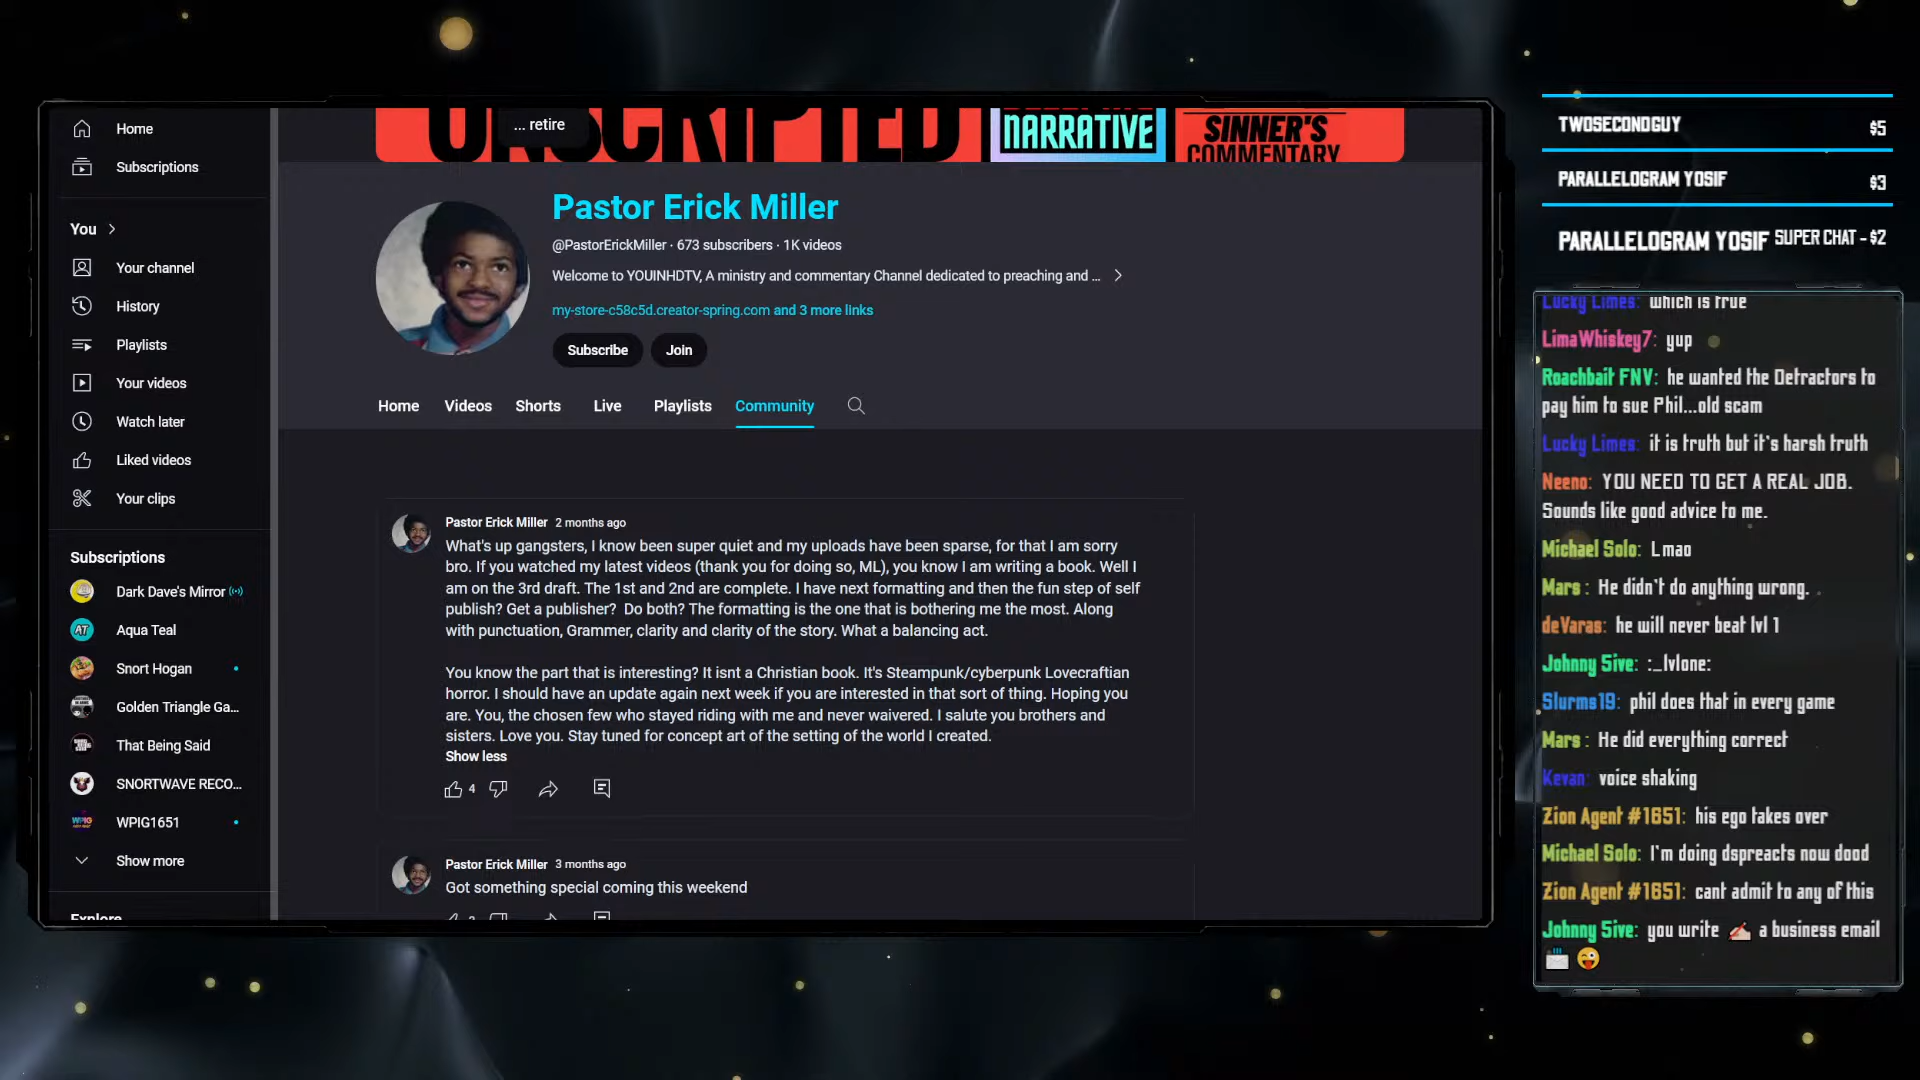 Home
Subscriptions
You
Your channel
History
Playlists
Your videos
Watch later
Liked videos
Your clips
Subscriptions
Dark Dave's Mirror
AT
Aqua Teal
Snort Hogan
Golden Triangle Ga...
That Being Said
SNORTWAVE RECO...
WPIG1651
Show more
Explore
UNSCRIPTED
... retire
NARRATIVE
SINNER'S
COMMENTARY
Pastor Erick Miller
@PastorErickMiller · 673 subscribers · 1K videos
Welcome to YOUINHDTV, A ministry and commentary Channel dedicated to preaching and ...
my-store-c58c5d.creator-spring.com and 3 more links
Subscribe
Join
Home
Videos
Shorts
Live
Playlists
Community
Pastor Erick Miller 2 months ago
What's up gangsters, I know been super quiet and my uploads have been sparse, for that I am sorry
bro. If you watched my latest videos (thank you for doing so, ML), you know I am writing a book. Well I
am on the 3rd draft. The 1st and 2nd are complete. I have next formatting and then the fun step of self
publish? Get a publisher?  Do both? The formatting is the one that is bothering me the most. Along
with punctuation, Grammer, clarity and clarity of the story. What a balancing act.
You know the part that is interesting? It isnt a Christian book. It's Steampunk/cyberpunk Lovecraftian
horror. I should have an update again next week if you are interested in that sort of thing. Hoping you
are. You, the chosen few who stayed riding with me and never waivered. I salute you brothers and
sisters. Love you. Stay tuned for concept art of the setting of the world I created.
Show less
4
Pastor Erick Miller 3 months ago
Got something special coming this weekend
TWOSECONDGUY $5
PARALLELOGRAM YOSIF $3
PARALLELOGRAM YOSIF SUPER CHAT - $2
Lucky Limes: which is true
LimaWhiskey7: yup
Roachbait FNV: he wanted the Detractors to
pay him to sue Phil...old scam
Lucky Limes: it is truth but it's harsh truth
Neeno: YOU NEED TO GET A REAL JOB.
Sounds like good advice to me.
Michael Solo: Lmao
Mars : He didn't do anything wrong.
deVaras: he will never beat lvl 1
Johnny 5ive: :_lvlone:
Slurms19: phil does that in every game
Mars : He did everything correct
Kevan: voice shaking
Zion Agent #1651: his ego takes over
Michael Solo: I'm doing dspreacts now dood
Zion Agent #1651: cant admit to any of this
Johnny 5ive: you write ✍🏻 a business email
📨 😜